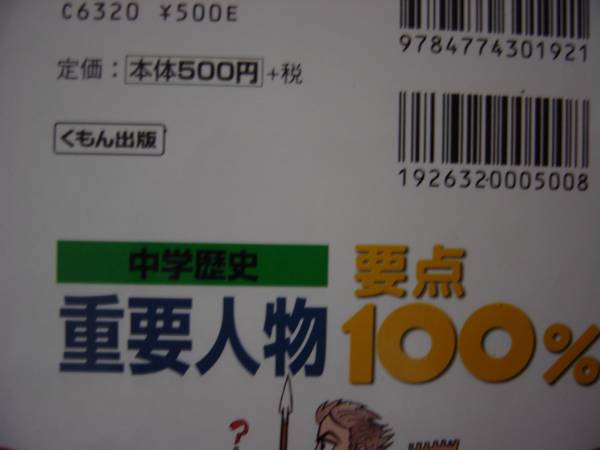 C6320 ¥500E
9784774301921
定価：本体500円+税
くもん出版
1926320005008
中学歴史
重要人物
要点
100%
?